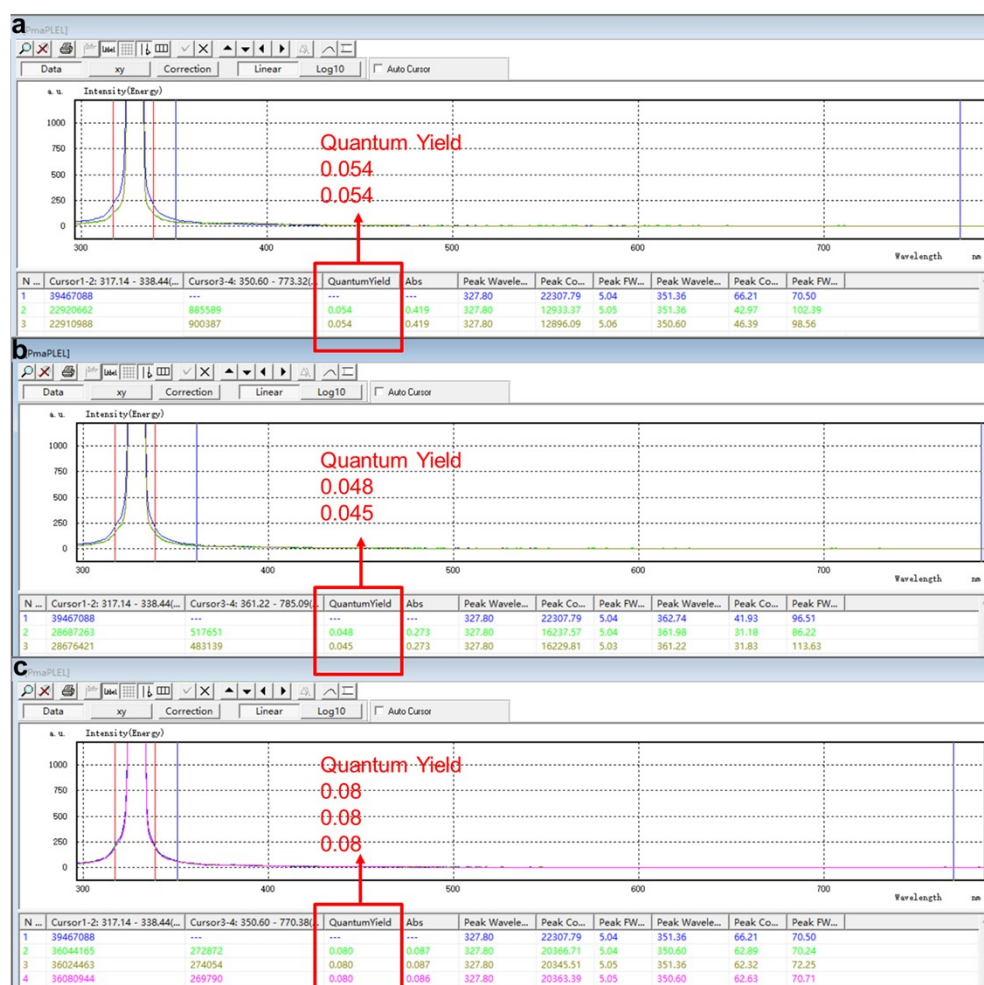 a
[PmaPLEL]
Data xy Correction Linear Log10 Auto Cursor
a. u. Intensity(Energy)
1000
750
500
250
0
Quantum Yield
0.054
0.054
300 400 500 600 700
Wavelength nm
N ... Cursor1-2: 317.14 - 338.44(... Cursor3-4: 350.60 - 773.32(... QuantumYield Abs Peak Wavele... Peak Co... Peak FW... Peak Wavele... Peak Co... Peak FW...
1 39467088 --- --- --- 327.80 22307.79 5.04 351.36 66.21 70.50
2 22920662 885589 0.054 0.419 327.80 12933.37 5.05 351.36 42.97 102.39
3 22910988 900387 0.054 0.419 327.80 12896.09 5.06 350.60 46.39 98.56
b
[PmaPLEL]
Data xy Correction Linear Log10 Auto Cursor
a. u. Intensity(Energy)
1000
750
500
250
0
Quantum Yield
0.048
0.045
300 400 500 600 700
Wavelength nm
N ... Cursor1-2: 317.14 - 338.44(... Cursor3-4: 361.22 - 785.09(... QuantumYield Abs Peak Wavele... Peak Co... Peak FW... Peak Wavele... Peak Co... Peak FW...
1 39467088 --- --- --- 327.80 22307.79 5.04 362.74 41.93 96.51
2 28687263 517651 0.048 0.273 327.80 16237.57 5.04 361.98 31.18 86.22
3 28676421 483139 0.045 0.273 327.80 16229.81 5.03 361.22 31.83 113.63
c
[PmaPLEL]
Data xy Correction Linear Log10 Auto Cursor
a. u. Intensity(Energy)
1000
750
500
250
0
Quantum Yield
0.08
0.08
0.08
300 400 500 600 700
Wavelength nm
N ... Cursor1-2: 317.14 - 338.44(... Cursor3-4: 350.60 - 770.38(... QuantumYield Abs Peak Wavele... Peak Co... Peak FW... Peak Wavele... Peak Co... Peak FW...
1 39467088 --- --- --- 327.80 22307.79 5.04 351.36 66.21 70.50
2 36044165 272872 0.080 0.087 327.80 20366.71 5.04 350.60 62.89 70.24
3 36024463 274054 0.080 0.087 327.80 20345.51 5.05 351.36 62.32 72.25
4 36080944 269790 0.080 0.086 327.80 20363.39 5.05 350.60 62.63 70.71